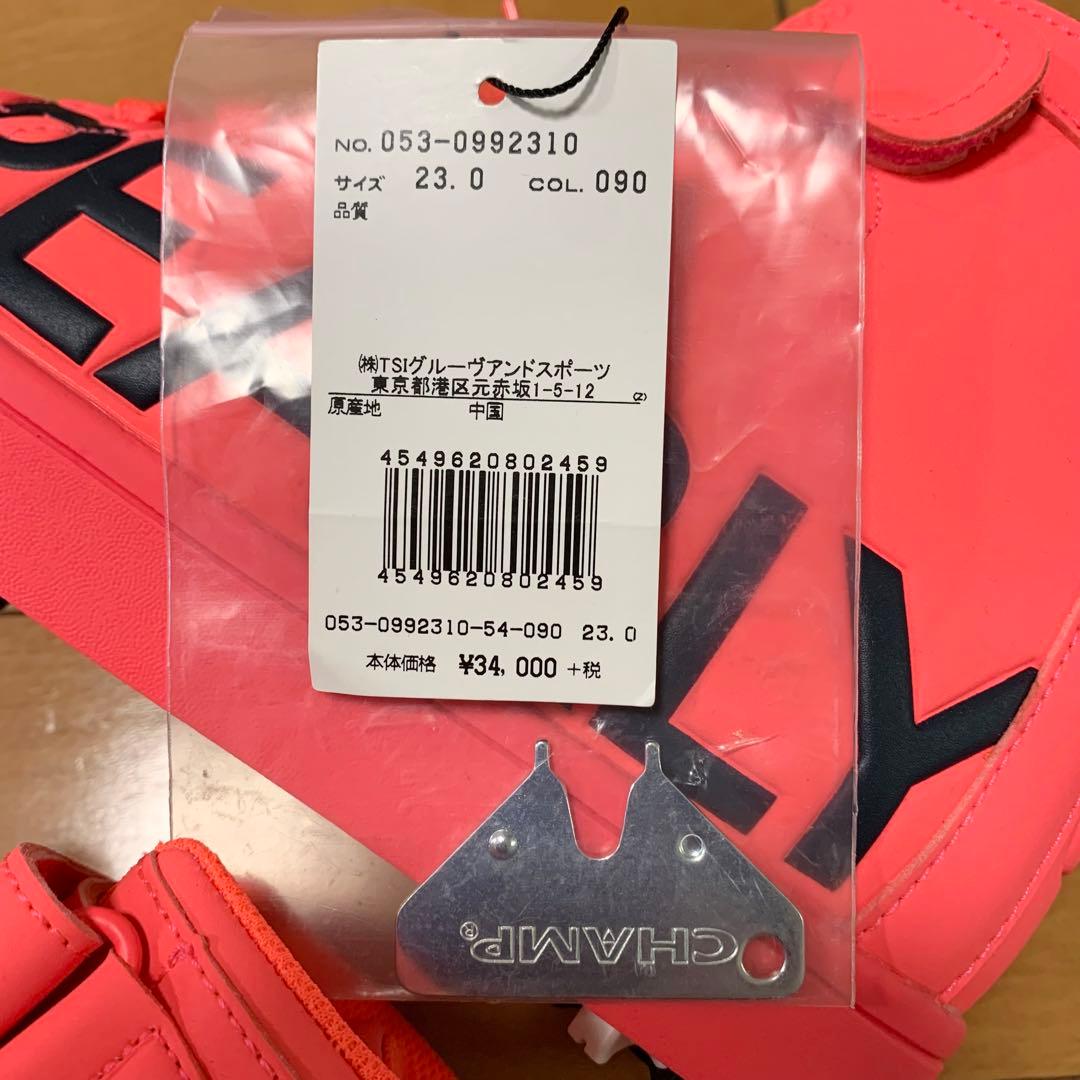 NO. 053-0992310
サイズ 23.0 COL. 090
品質
㈱TSIグルーヴアンドスポーツ
東京都港区元赤坂1-5-12 (Z)
原産地 中国
4549620802459
4549620802459
053-0992310-54-090 23.0
本体価格 ¥34,000 +税
CHAMP®